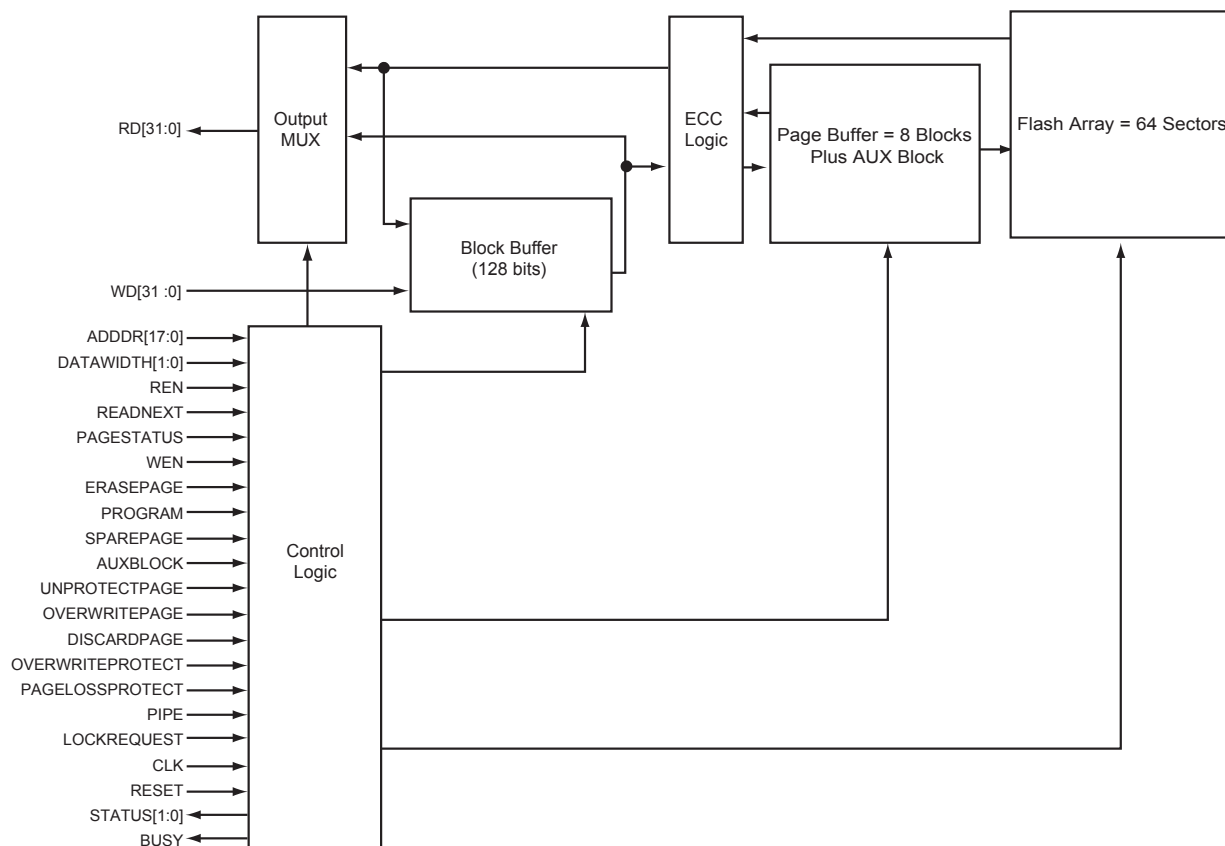 Output
MUX
RD[31:0]
ECC
Logic
Page Buffer = 8 Blocks
Plus AUX Block
Flash Array = 64 Sectors
Block Buffer
(128 bits)
WD[31 :0]
ADDDR[17:0]
DATAWIDTH[1:0]
REN
READNEXT
PAGESTATUS
WEN
ERASEPAGE
PROGRAM
SPAREPAGE
AUXBLOCK
UNPROTECTPAGE
OVERWRITEPAGE
DISCARDPAGE
OVERWRITEPROTECT
PAGELOSSPROTECT
PIPE
LOCKREQUEST
CLK
RESET
STATUS[1:0]
BUSY
Control
Logic